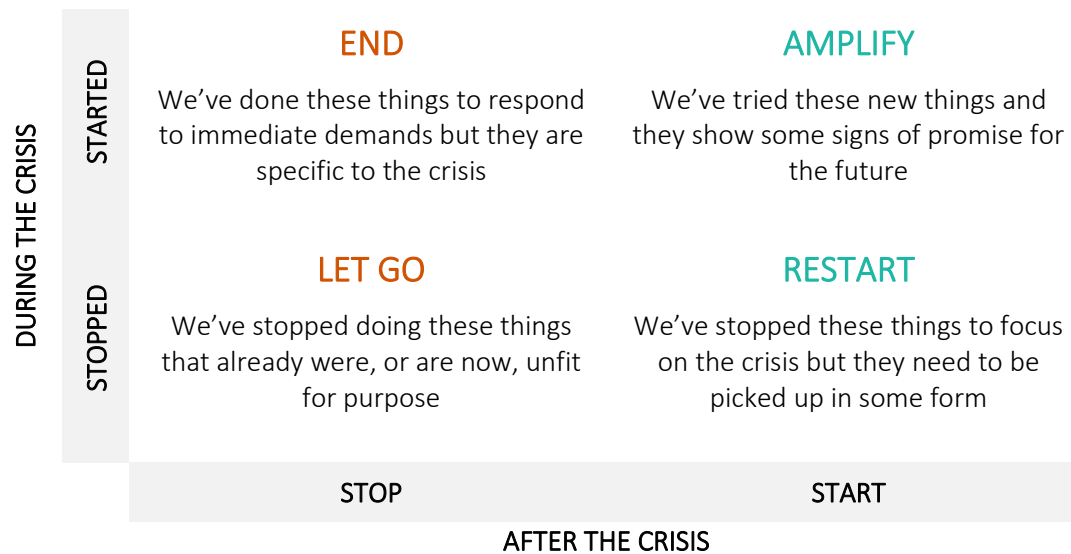 DURING THE CRISIS
STARTED
END
We’ve done these things to respond
to immediate demands but they are
specific to the crisis
AMPLIFY
We’ve tried these new things and
they show some signs of promise for
the future
STOPPED
LET GO
We’ve stopped doing these things
that already were, or are now, unfit
for purpose
RESTART
We’ve stopped these things to focus
on the crisis but they need to be
picked up in some form
STOP
START
AFTER THE CRISIS